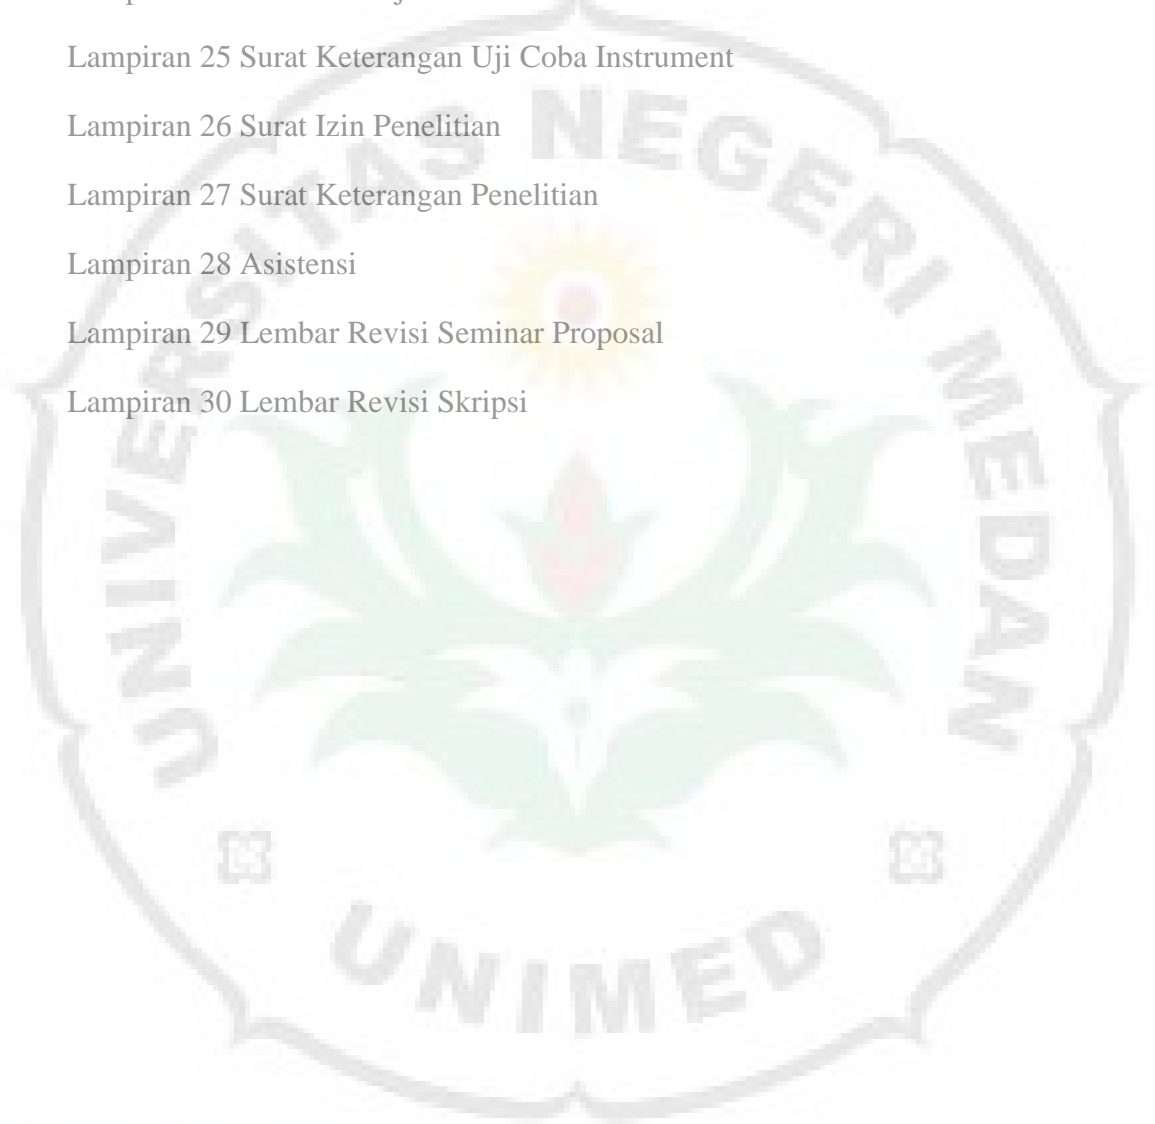 Lampiran 25 Surat Keterangan Uji Coba Instrument
Lampiran 26 Surat Izin Penelitian
Lampiran 27 Surat Keterangan Penelitian
Lampiran 28 Asistensi
Lampiran 29 Lembar Revisi Seminar Proposal
Lampiran 30 Lembar Revisi Skripsi
UNIVERSITAS NEGERI MEDAN
UNIMED